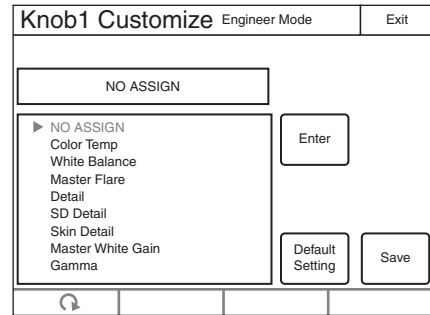 Knob1 Customize Engineer Mode Exit
NO ASSIGN
NO ASSIGN
Color Temp
White Balance
Master Flare
Detail
SD Detail
Skin Detail
Master White Gain
Gamma
Enter
Default
Setting
Save